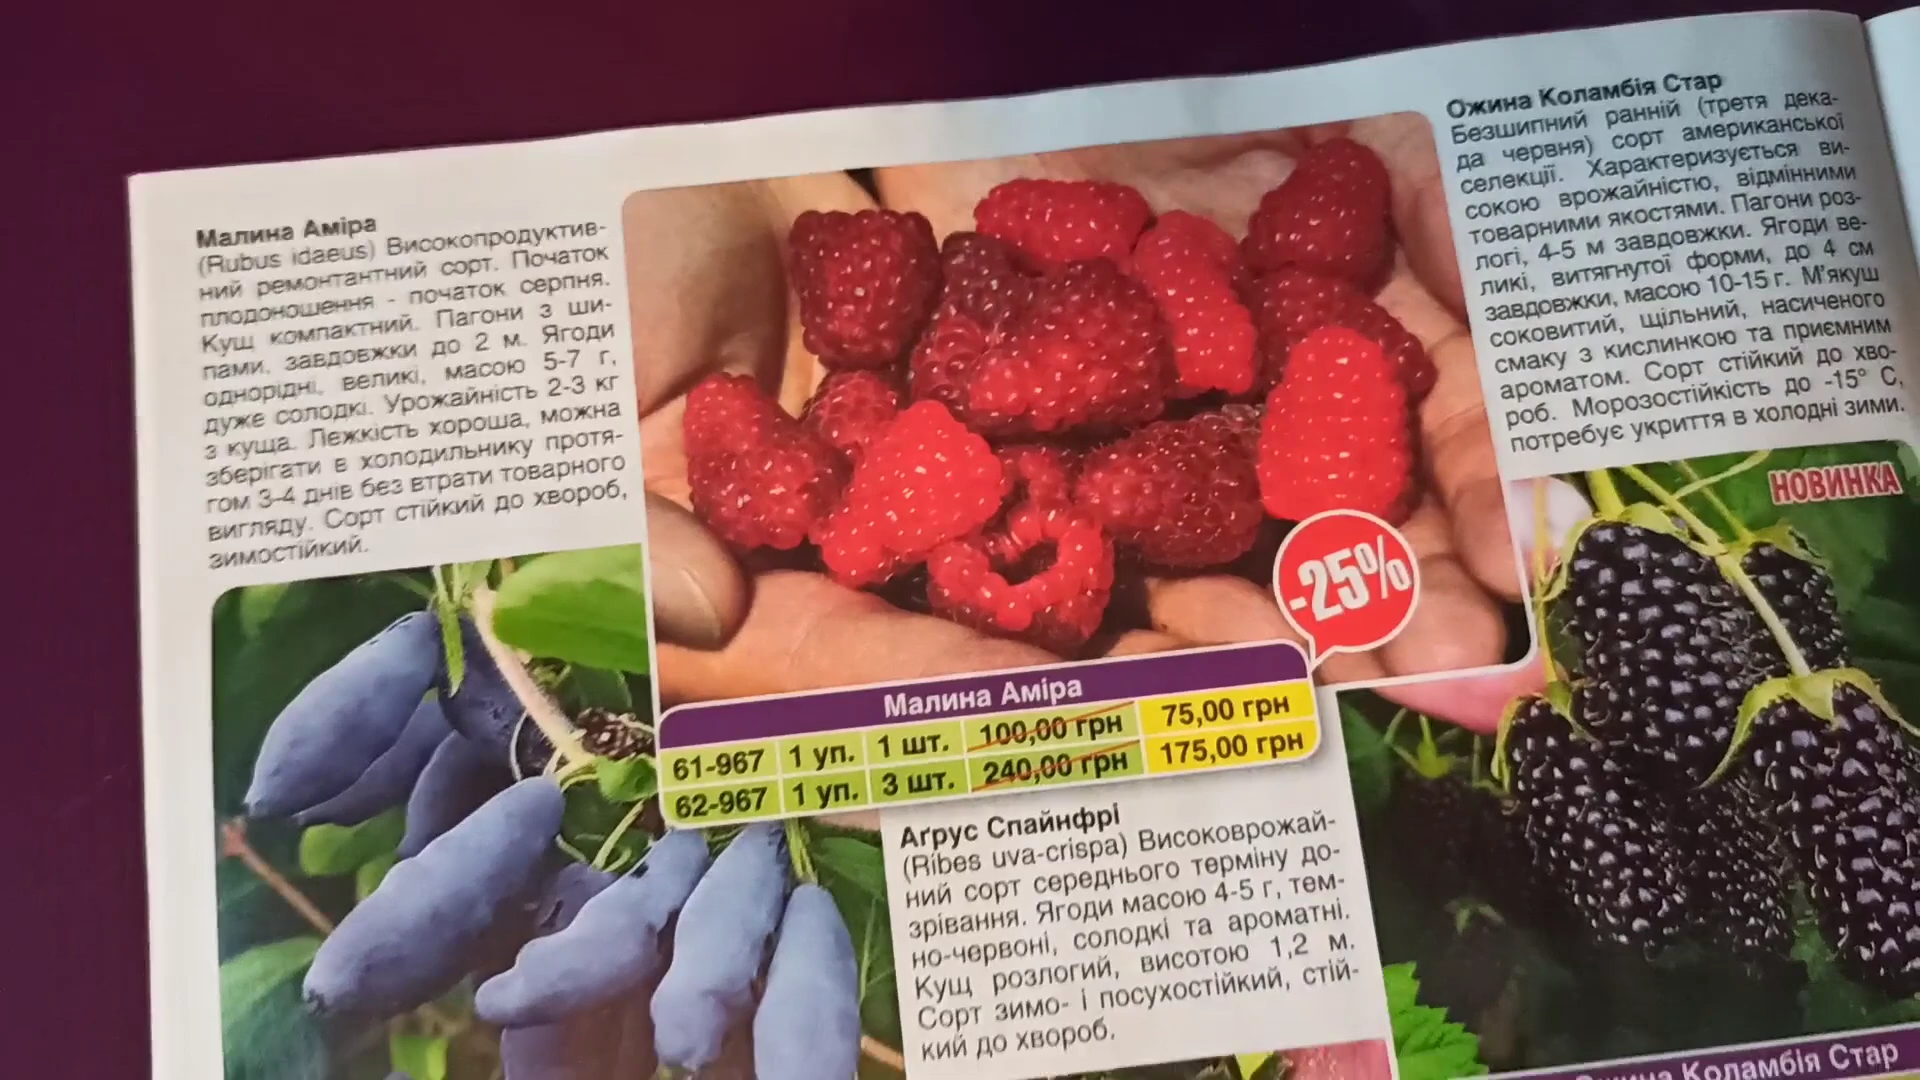 Малина Аміра
(Rubus idaeus) Високопродуктив-
ний ремонтантний сорт. Початок
плодоношення - початок серпня.
Кущ компактний. Пагони з ши-
пами, завдовжки до 2 м. Ягоди
однорідні, великі, масою 5-7 г,
дуже солодкі. Урожайність 2-3 кг
з куща. Лежкість хороша, можна
зберігати в холодильнику протя-
гом 3-4 днів без втрати товарного
вигляду. Сорт стійкий до хвороб,
зимостійкий.
-25%
Малина Аміра
61-967 1 уп. 1 шт. 100,00 грн 75,00 грн
62-967 1 уп. 3 шт. 240,00 грн 175,00 грн
Аґрус Спайнфрі
(Ribes uva-crispa) Високоврожай-
ний сорт середнього терміну до-
зрівання. Ягоди масою 4-5 г, тем-
но-червоні, солодкі та ароматні.
Кущ розлогий, висотою 1,2 м.
Сорт зимо- і посухостійкий, стій-
кий до хвороб.
Ожина Коламбія Стар
Безшипний ранній (третя дека-
да червня) сорт американської
селекції. Характеризується ви-
сокою врожайністю, відмінними
товарними якостями. Пагони роз-
логі, 4-5 м завдовжки. Ягоди ве-
ликі, витягнутої форми, до 4 см
завдовжки, масою 10-15 г. М'якуш
соковитий, щільний, насиченого
смаку з кислинкою та приємним
ароматом. Сорт стійкий до хво-
роб. Морозостійкість до -15° С,
потребує укриття в холодні зими.
НОВИНКА
Ожина Коламбія Стар